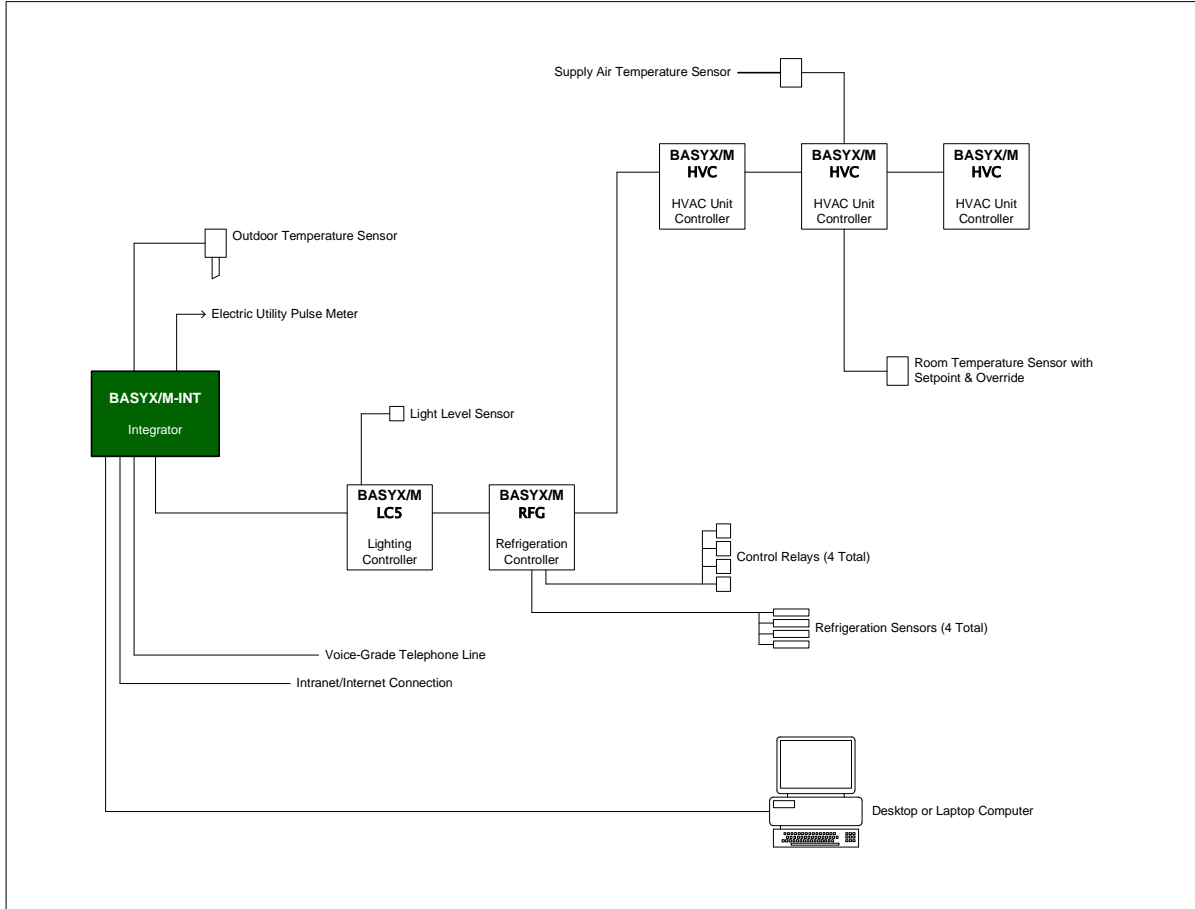 Supply Air Temperature Sensor
BASYX/M
HVC
HVAC Unit
Controller
BASYX/M
HVC
HVAC Unit
Controller
BASYX/M
HVC
HVAC Unit
Controller
Outdoor Temperature Sensor
Electric Utility Pulse Meter
Room Temperature Sensor with
Setpoint & Override
BASYX/M-INT
Integrator
Light Level Sensor
BASYX/M
LC5
Lighting
Controller
BASYX/M
RFG
Refrigeration
Controller
Control Relays (4 Total)
Refrigeration Sensors (4 Total)
Voice-Grade Telephone Line
Intranet/Internet Connection
Desktop or Laptop Computer